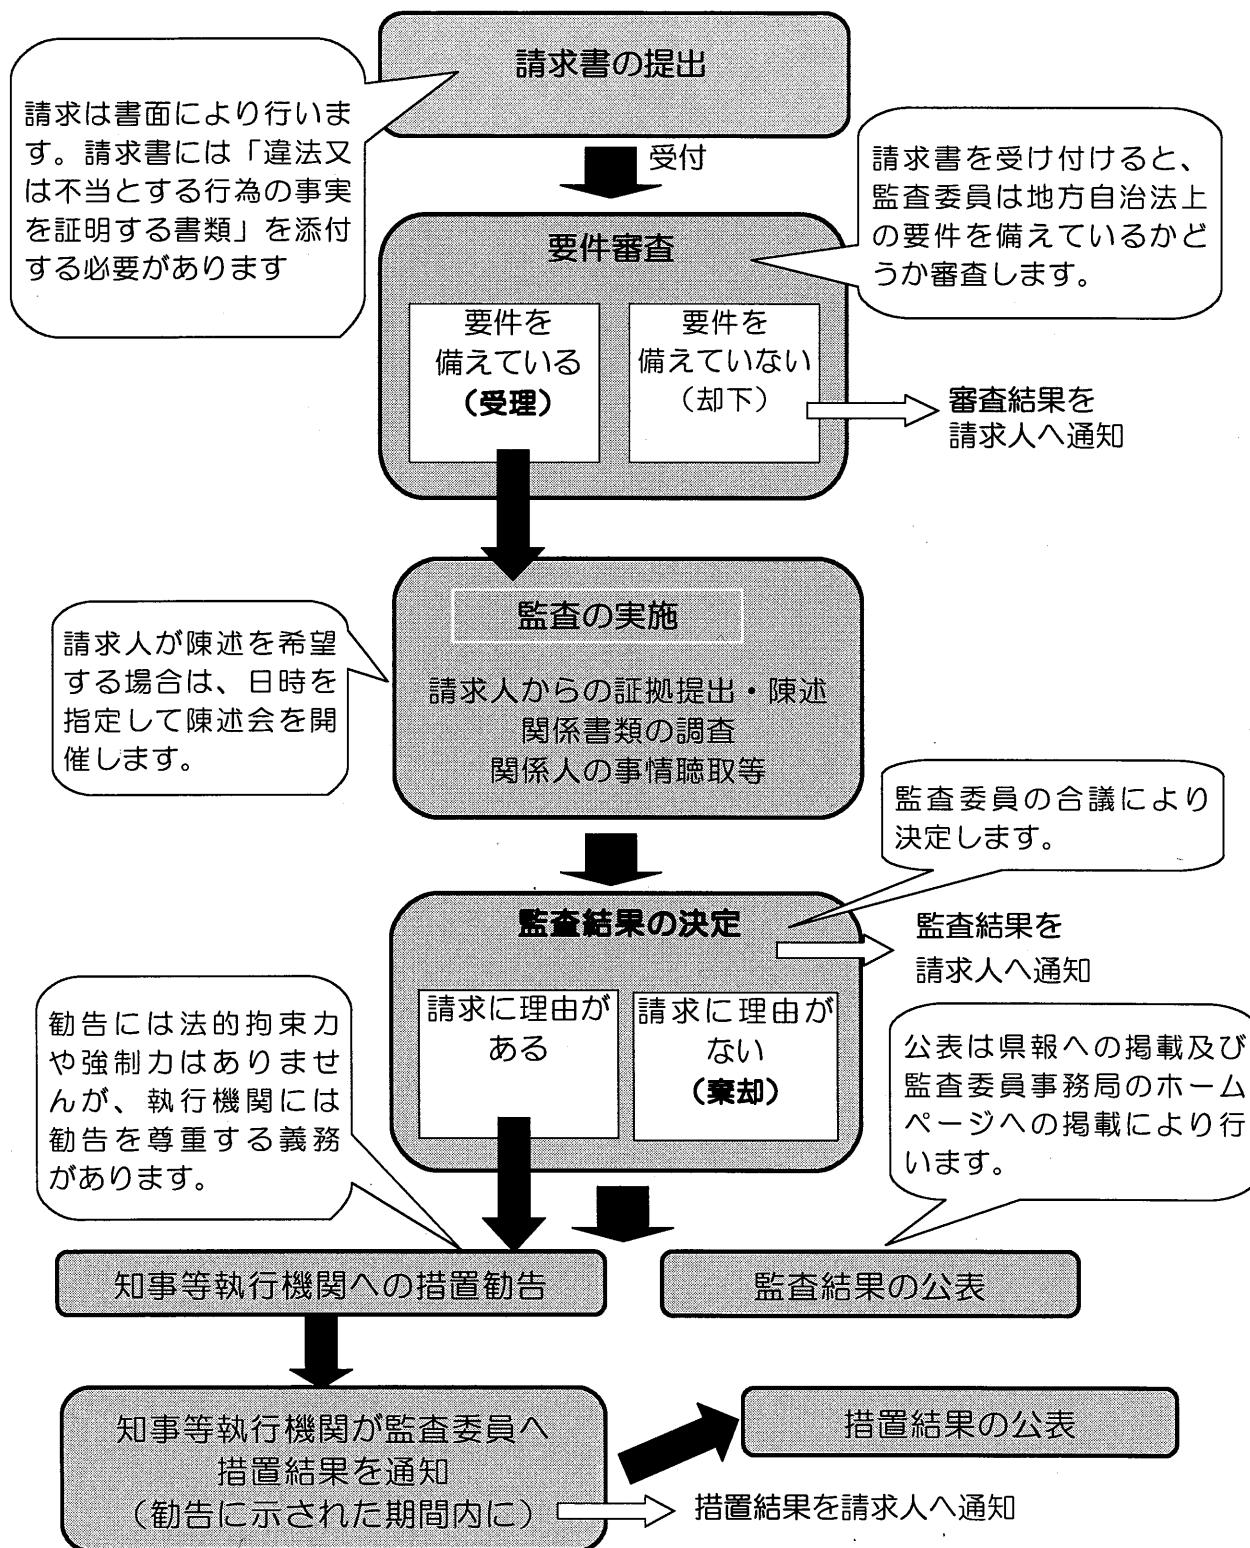 請求書の提出
請求は書面により行いま
す。請求書には「違法又
は不当とする行為の事実
を証明する書類」を添付
する必要があります
受付
請求書を受け付けると、
監査委員は地方自治法上
の要件を備えているかど
うか審査します。
要件審査
要件を
備えている
（受理）
要件を
備えていない
（却下）
審査結果を
請求人へ通知
監査の実施
請求人が陳述を希望
する場合は、日時を
指定して陳述会を開
催します。
請求人からの証拠提出・陳述
関係書類の調査
関係人の事情聴取等
監査委員の合議により
決定します。
監査結果の決定
監査結果を
請求人へ通知
請求に理由が
ある
請求に理由が
ない
（棄却）
勧告には法的拘束力
や強制力はありませ
んが、執行機関には
勧告を尊重する義務
があります。
公表は県報への掲載及び
監査委員事務局のホーム
ページへの掲載により行
います。
知事等執行機関への措置勧告
監査結果の公表
知事等執行機関が監査委員へ
措置結果を通知
（勧告に示された期間内に）
措置結果の公表
措置結果を請求人へ通知